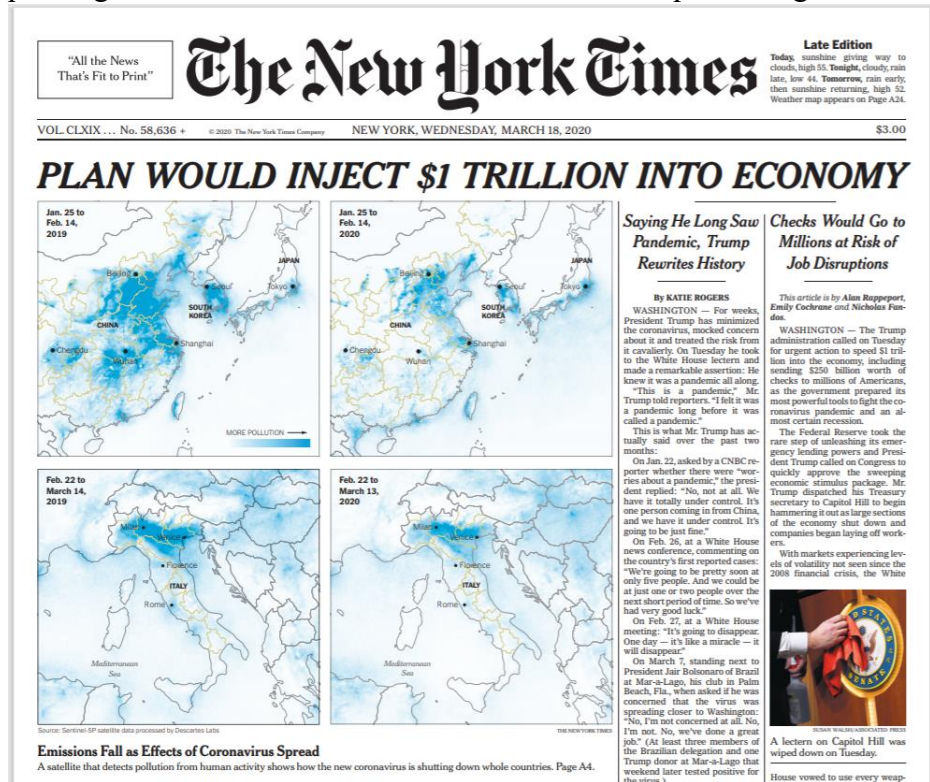 "All the News
That's Fit to Print"
The New York Times
Late Edition
Today, sunshine giving way to
clouds, high 55. Tonight, cloudy, rain
late, low 44. Tomorrow, rain early,
then sunshine returning, high 52.
Weather map appears on Page A24.
VOL. CLXIX ... No. 58,636 +
© 2020 The New York Times Company
NEW YORK, WEDNESDAY, MARCH 18, 2020
$3.00
PLAN WOULD INJECT $1 TRILLION INTO ECONOMY
Jan. 25 to
Feb. 14,
2019
Beijing
Seoul
JAPAN
Tokyo
SOUTH
KOREA
CHINA
Shanghai
Chengdu
Wuhan
MORE POLLUTION
Jan. 25 to
Feb. 14,
2020
Beijing
Seoul
JAPAN
Tokyo
SOUTH
KOREA
CHINA
Shanghai
Chengdu
Wuhan
Feb. 22 to
March 14,
2019
Milan
Venice
Florence
ITALY
Rome
Mediterranean
Sea
Feb. 22 to
March 13,
2020
Milan
Venice
Florence
ITALY
Rome
Mediterranean
Sea
Source: Sentinel-5P satellite data processed by Descartes Labs
THE NEW YORK TIMES
Emissions Fall as Effects of Coronavirus Spread
A satellite that detects pollution from human activity shows how the new coronavirus is shutting down whole countries. Page A4.
Saying He Long Saw
Pandemic, Trump
Rewrites History
By KATIE ROGERS
WASHINGTON — For weeks,
President Trump has minimized
the coronavirus, mocked concern
about it and treated the risk from
it cavalierly. On Tuesday he took
to the White House lectern and
made a remarkable assertion: He
knew it was a pandemic all along.
"This is a pandemic," Mr.
Trump told reporters. "I felt it was
a pandemic long before it was
called a pandemic."
This is what Mr. Trump has ac-
tually said over the past two
months:
On Jan. 22, asked by a CNBC re-
porter whether there were "wor-
ries about a pandemic," the presi-
dent replied: "No, not at all. We
have it totally under control. It's
one person coming in from China,
and we have it under control. It's
going to be just fine."
On Feb. 26, at a White House
news conference, commenting on
the country's first reported cases:
"We're going to be pretty soon at
only five people. And we could be
at just one or two people over the
next short period of time. So we've
had very good luck."
On Feb. 27, at a White House
meeting: "It's going to disappear.
One day — it's like a miracle — it
will disappear."
On March 7, standing next to
President Jair Bolsonaro of Brazil
at Mar-a-Lago, his club in Palm
Beach, Fla., when asked if he was
concerned that the virus was
spreading closer to Washington:
"No, I'm not concerned at all. No,
I'm not. No, we've done a great
job." (At least three members of
the Brazilian delegation and one
Trump donor at Mar-a-Lago that
weekend later tested positive for
the virus.)
Checks Would Go to
Millions at Risk of
Job Disruptions
This article is by Alan Rappeport,
Emily Cochrane and Nicholas Fan-
dos.
WASHINGTON — The Trump
administration called on Tuesday
for urgent action to speed $1 tril-
lion into the economy, including
sending $250 billion worth of
checks to millions of Americans,
as the government prepared its
most powerful tools to fight the co-
ronavirus pandemic and an al-
most certain recession.
The Federal Reserve took the
rare step of unleashing its emer-
gency lending powers and Presi-
dent Trump called on Congress to
quickly approve the sweeping
economic stimulus package. Mr.
Trump dispatched his Treasury
secretary to Capitol Hill to begin
hammering it out as large sections
of the economy shut down and
companies began laying off work-
ers.
With markets experiencing lev-
els of volatility not seen since the
2008 financial crisis, the White
STATES
SENATE
SUSAN WALSH/ASSOCIATED PRESS
A lectern on Capitol Hill was
wiped down on Tuesday.
House vowed to use every weap-